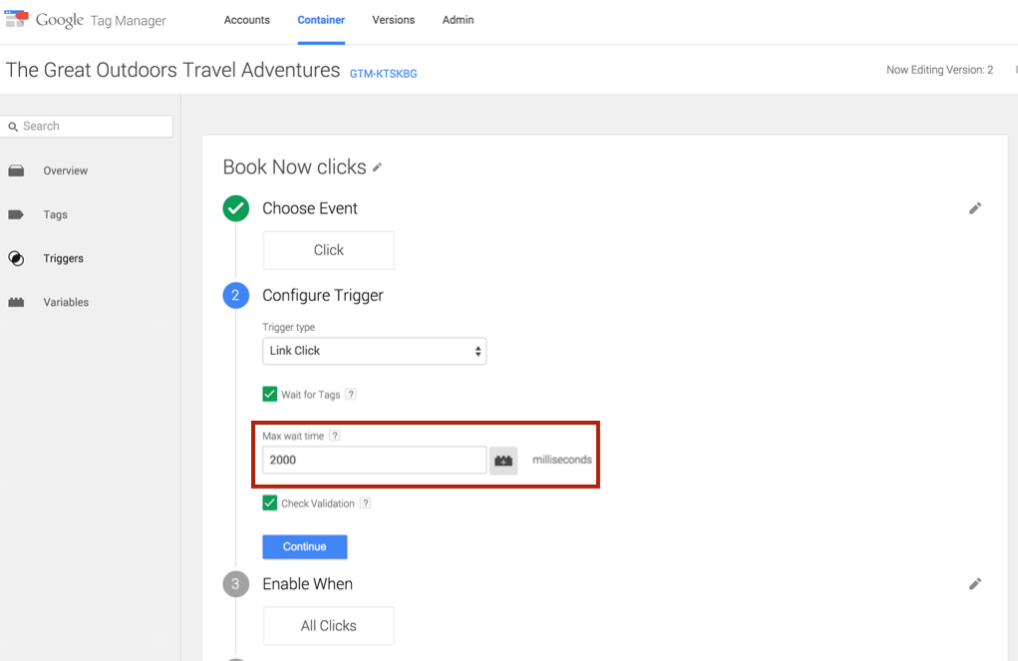 Google Tag Manager Accounts Container Versions Admin
The Great Outdoors Travel Adventures GTM-KTSKBG Now Editing Version: 2
Search
Overview
Tags
Triggers
Variables
Book Now clicks
Choose Event
Click
2 Configure Trigger
Trigger type
Link Click
Wait for Tags ?
Max wait time ?
2000 milliseconds
Check Validation ?
Continue
3 Enable When
All Clicks